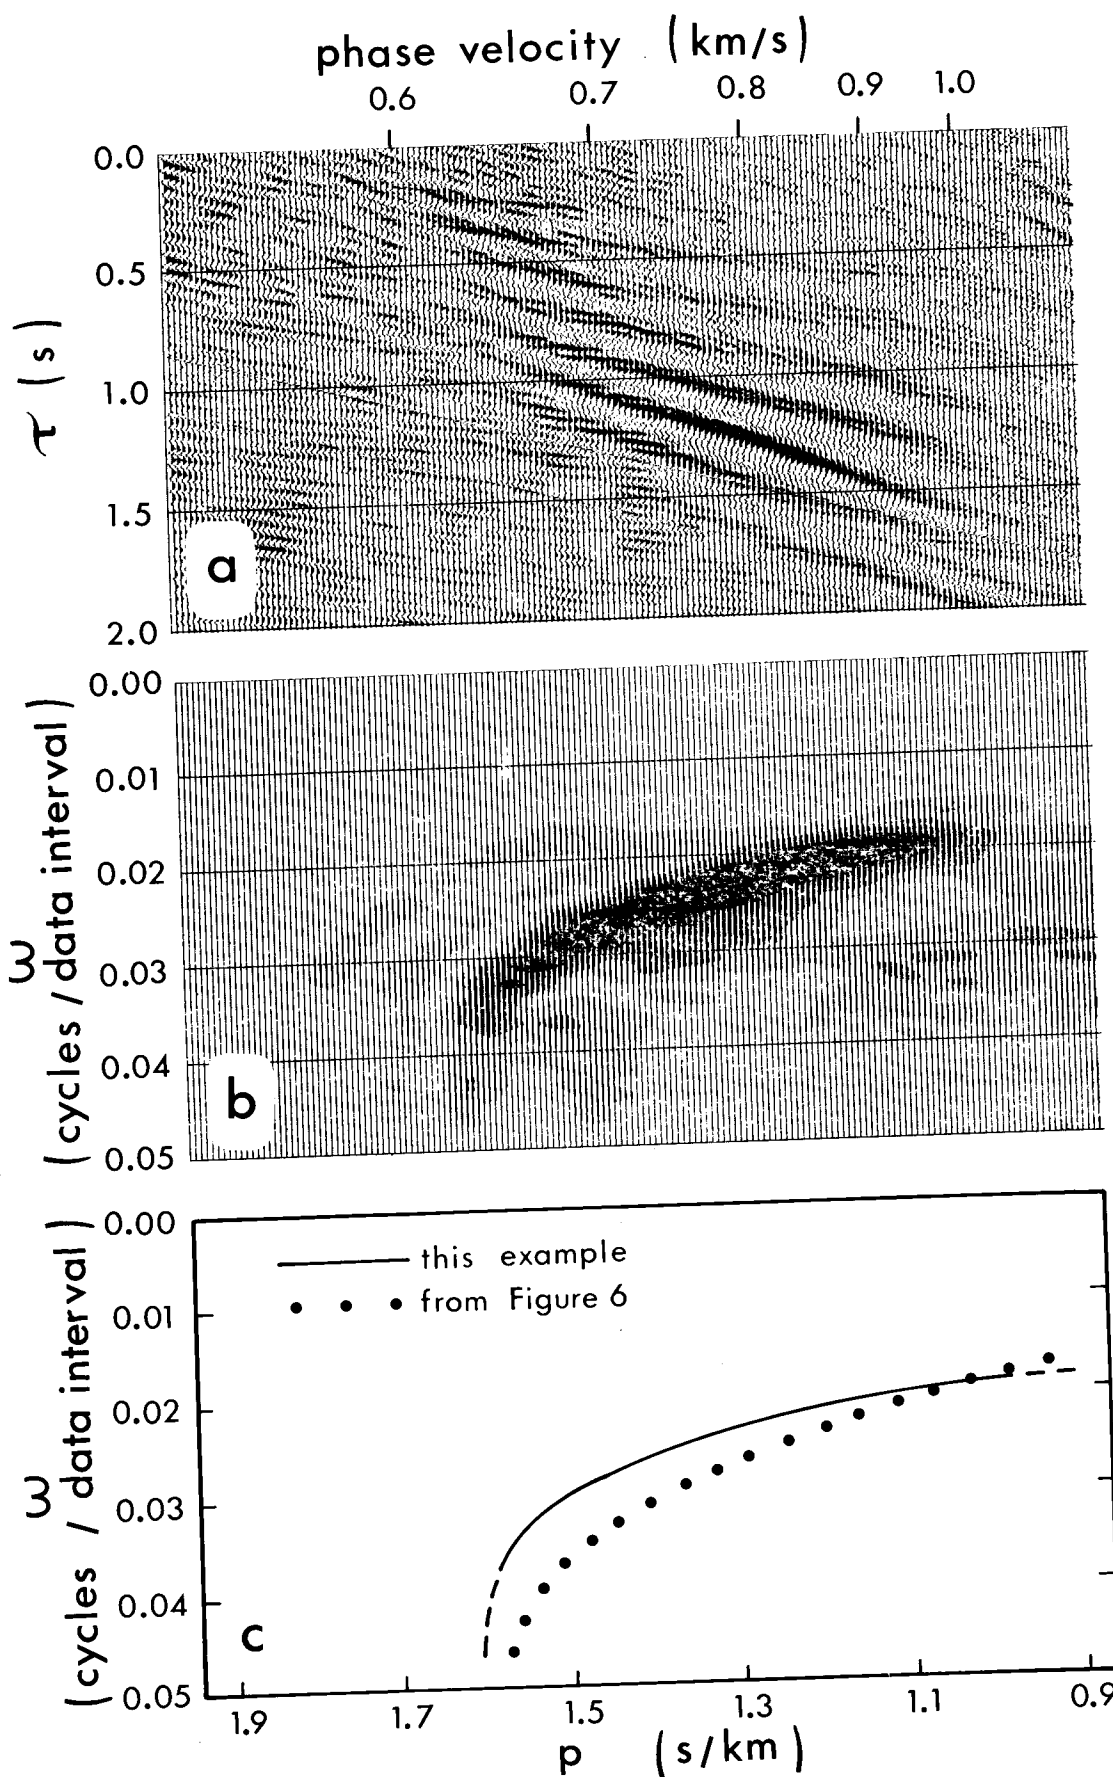 phase velocity (km/s)
0.6 0.7 0.8 0.9 1.0
0.0
0.5
1.0
1.5
2.0
τ (s)
a
0.00
0.01
0.02
0.03
0.04
0.05
ω
(cycles / data interval)
b
0.00
0.01
0.02
0.03
0.04
0.05
ω
(cycles / data interval)
this example
from Figure 6
c
1.9 1.7 1.5 1.3 1.1 0.9
p (s/km)